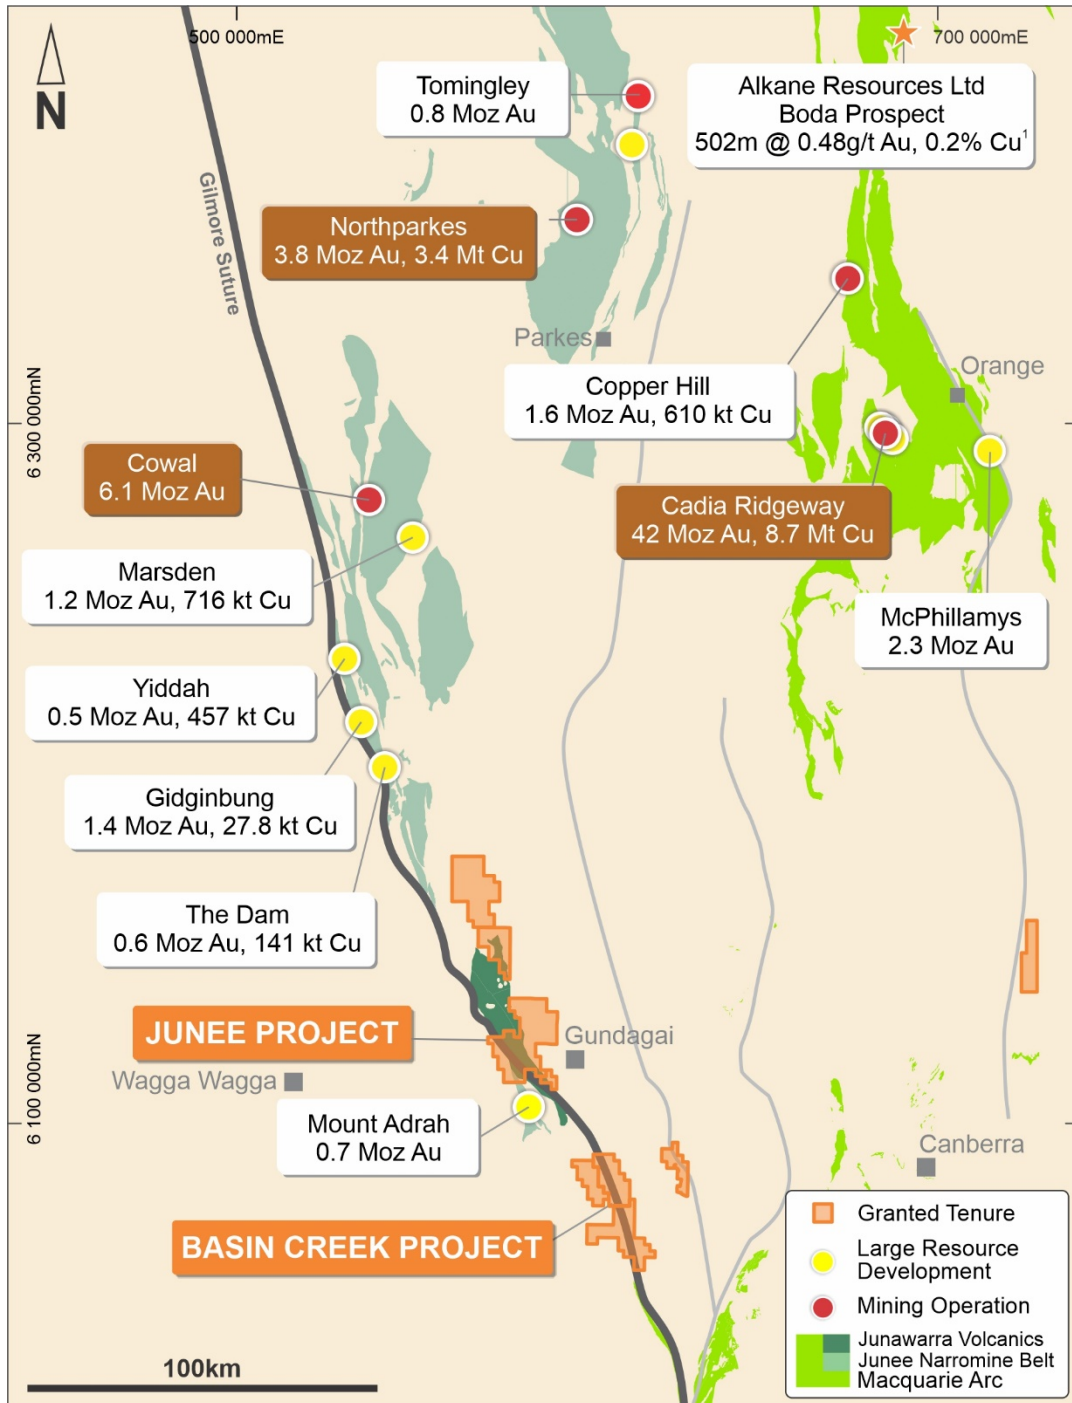 500 000mE
700 000mE
N
Tomingley
0.8 Moz Au
Alkane Resources Ltd
Boda Prospect
502m @ 0.48g/t Au, 0.2% Cu¹
Gilmore Suture
Northparkes
3.8 Moz Au, 3.4 Mt Cu
Parkes
Copper Hill
1.6 Moz Au, 610 kt Cu
Orange
6 300 000mN
Cowal
6.1 Moz Au
Cadia Ridgeway
42 Moz Au, 8.7 Mt Cu
Marsden
1.2 Moz Au, 716 kt Cu
McPhillamys
2.3 Moz Au
Yiddah
0.5 Moz Au, 457 kt Cu
Gidginbung
1.4 Moz Au, 27.8 kt Cu
The Dam
0.6 Moz Au, 141 kt Cu
JUNEE PROJECT
Gundagai
Wagga Wagga
6 100 000mN
Mount Adrah
0.7 Moz Au
Canberra
BASIN CREEK PROJECT
Granted Tenure
Large Resource
Development
Mining Operation
Junawarra Volcanics
Junee Narromine Belt
Macquarie Arc
100km